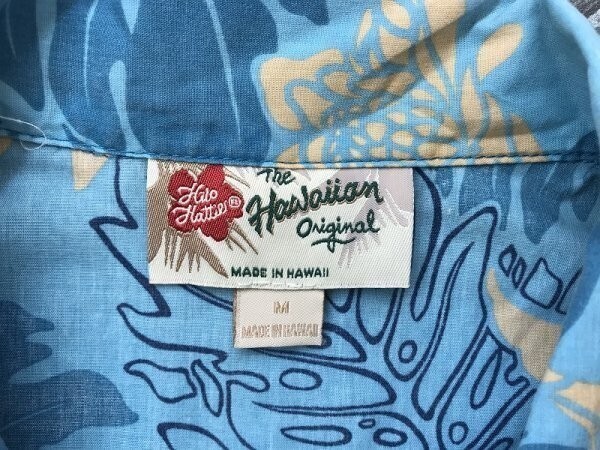 Hilo
Hattie®
The
Hawaiian
Original
MADE IN HAWAII
M
MADE IN HAWAII